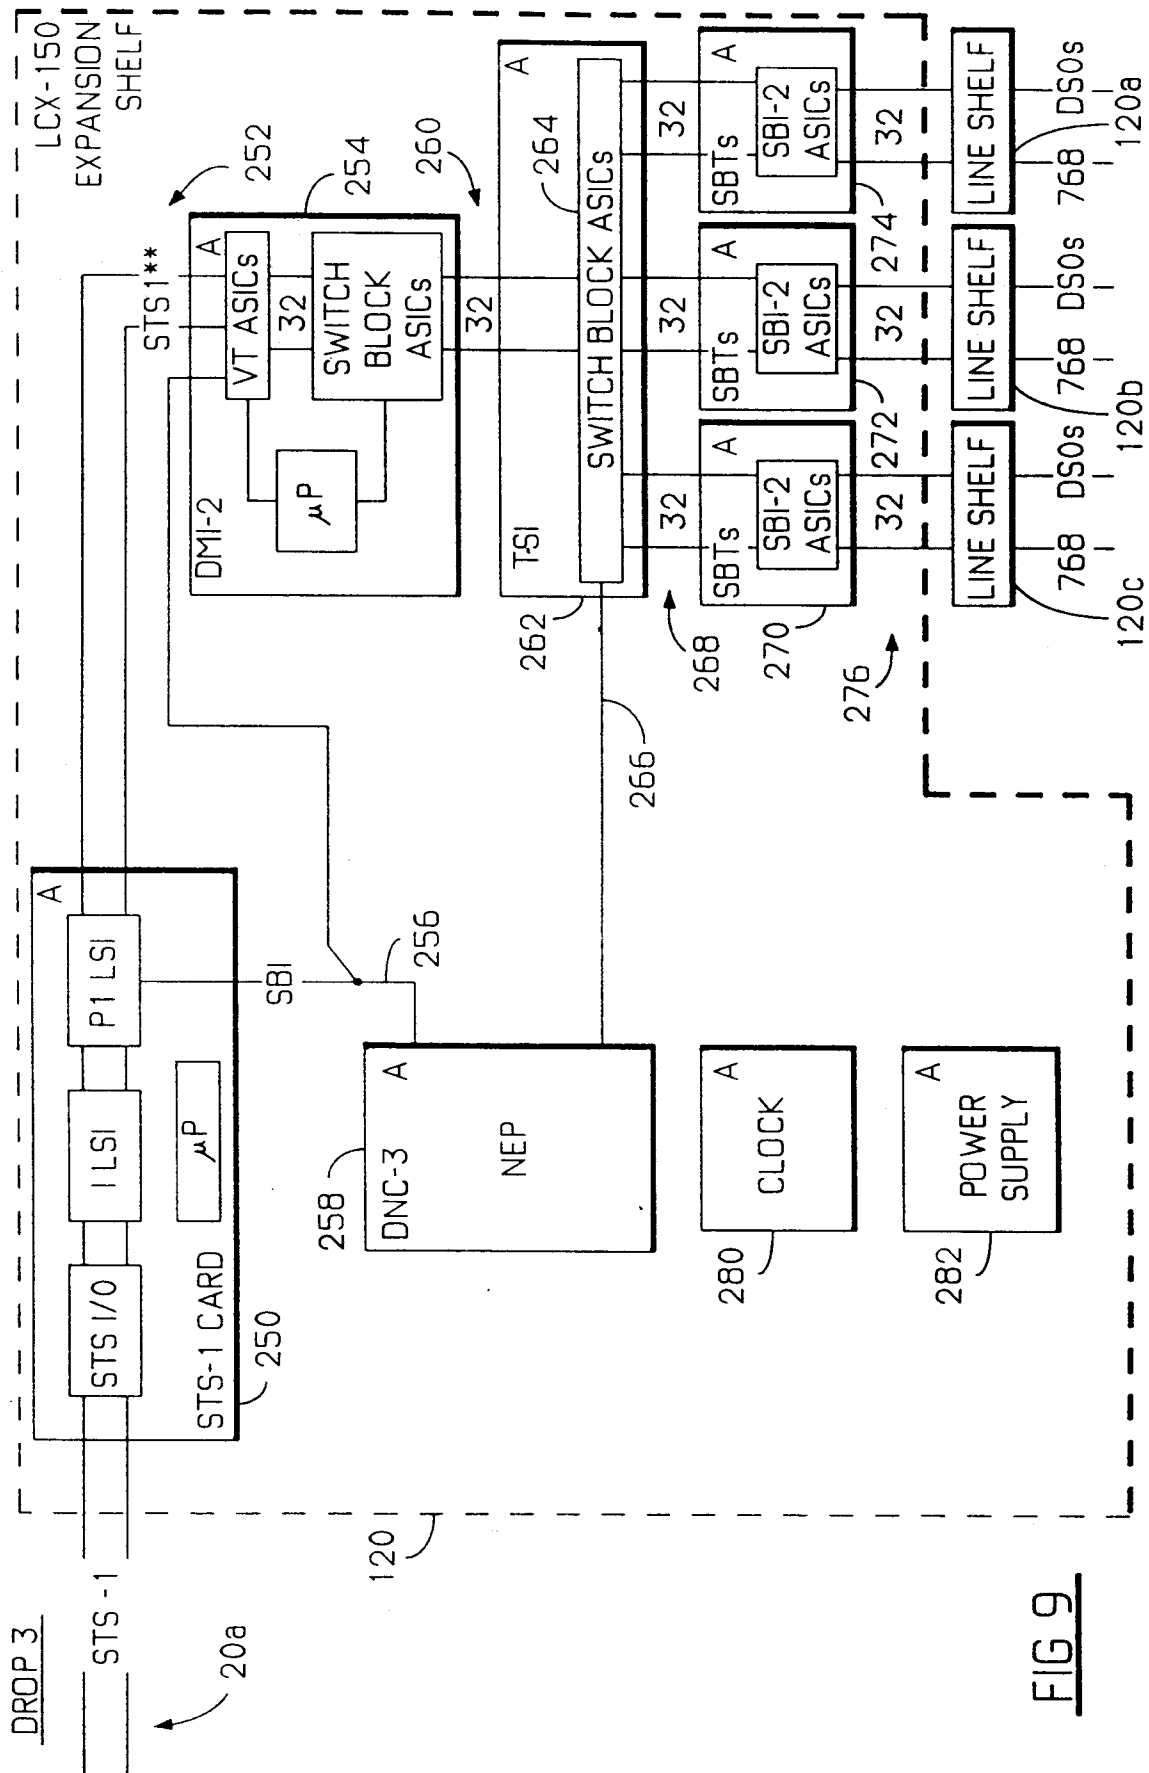 DROP 3
STS-1
20a
120
LCX-150
EXPANSION
SHELF
STS I/O
I LSI
P1 LSI
A
µP
STS-1 CARD
250
SBI
256
STS1**
252
DMI-2
A
VT ASICs
32
µP
SWITCH
BLOCK
ASICs
254
32
260
258
DNC-3
A
NEP
266
262
T-SI
A
SWITCH BLOCK ASICs
264
268
32
32
32
280
A
CLOCK
270
SBTs
A
SBI-2
ASICs
272
SBTs
A
SBI-2
ASICs
274
SBTs
A
SBI-2
ASICs
282
A
POWER
SUPPLY
276
32
32
32
LINE SHELF
LINE SHELF
LINE SHELF
768
DSOs
768
DSOs
768
DSOs
120c
120b
120a
FIG 9